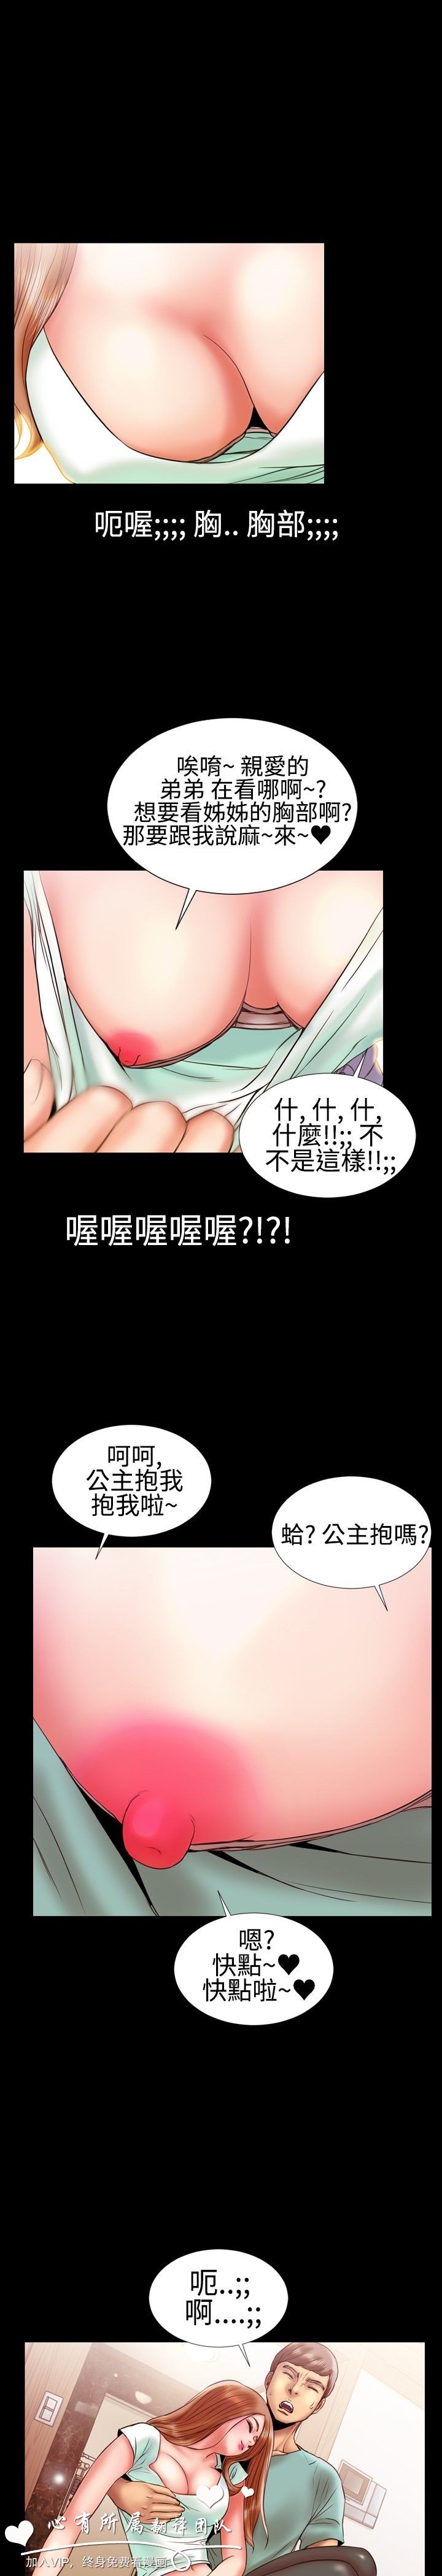 呃喔;;;; 胸.. 胸部;;;;
唉唷~ 親愛的
弟弟 在看哪啊~?
想要看姊姊的胸部啊?
那要跟我說麻~來~♥
什, 什, 什,
什麼!!;; 不
不是這樣!!;;
喔喔喔喔喔?!?!
呵呵,
公主抱我
抱我啦~
蛤? 公主抱嗎?
嗯?
快點~♥
快點啦~♥
呃..;;
啊....;;
心有所属翻译团队
加入VIP，终身免费看漫画